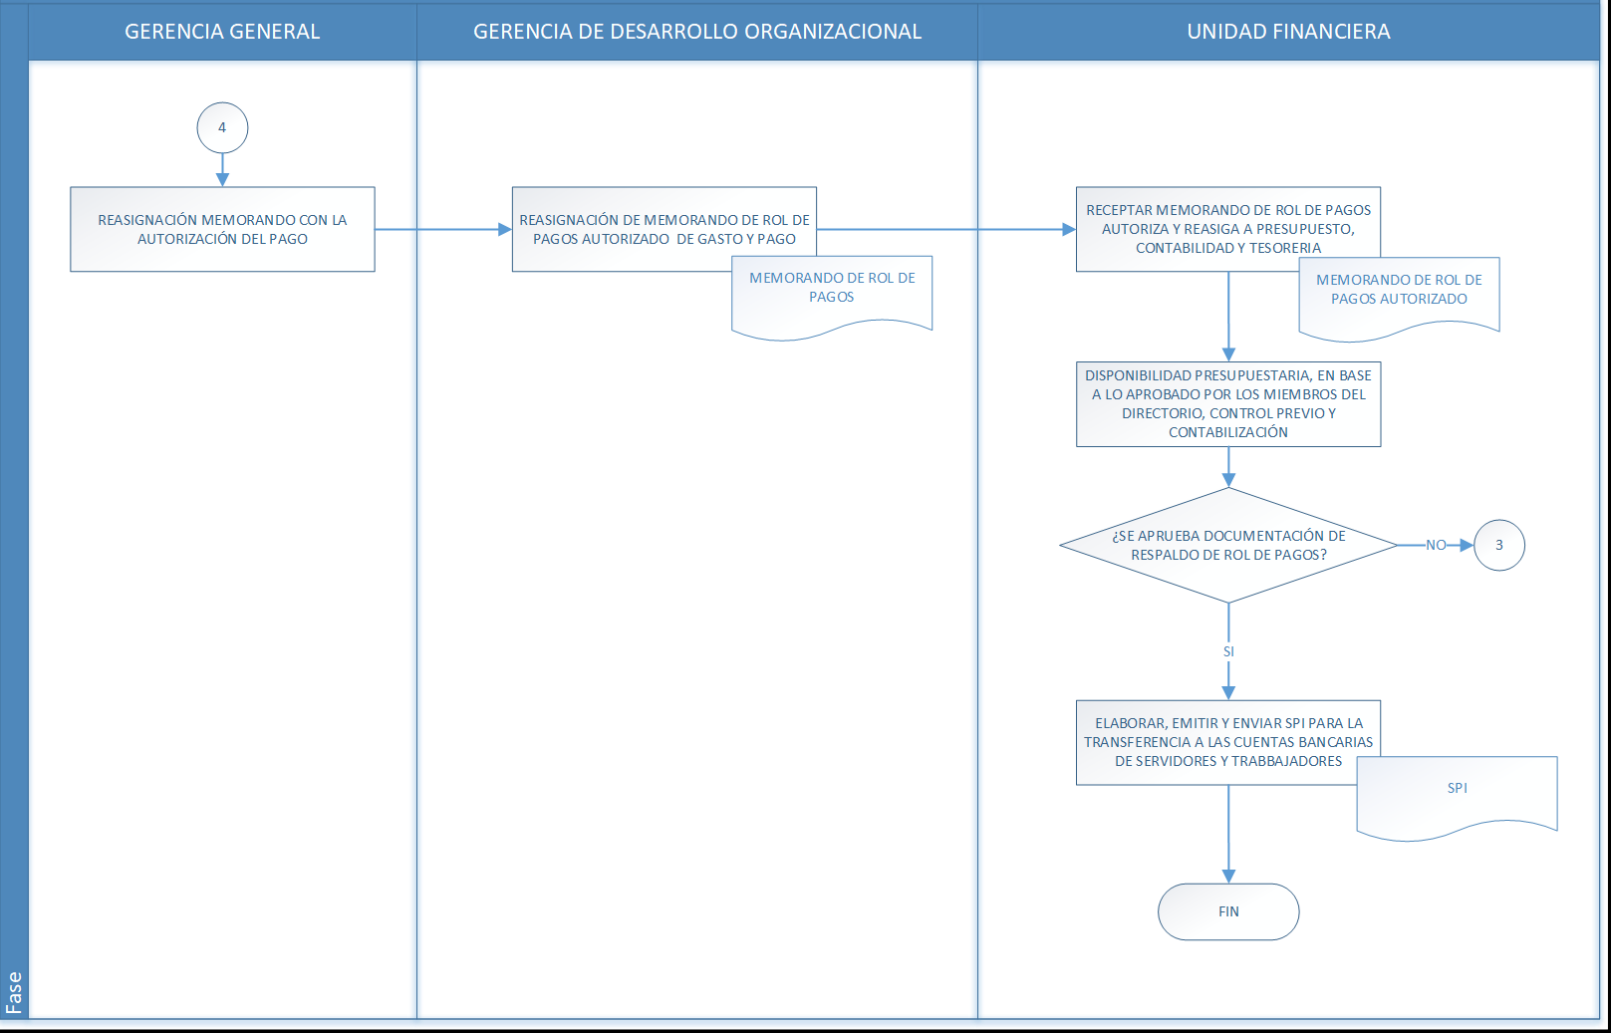 GERENCIA GENERAL
GERENCIA DE DESARROLLO ORGANIZACIONAL
UNIDAD FINANCIERA
4
REASIGNACIÓN MEMORANDO CON LA
AUTORIZACIÓN DEL PAGO
REASIGNACIÓN DE MEMORANDO DE ROL DE
PAGOS AUTORIZADO DE GASTO Y PAGO
MEMORANDO DE ROL DE
PAGOS
RECEPTAR MEMORANDO DE ROL DE PAGOS
AUTORIZA Y REASIGA A PRESUPUESTO,
CONTABILIDAD Y TESORERIA
MEMORANDO DE ROL DE
PAGOS AUTORIZADO
DISPONIBILIDAD PRESUPUESTARIA, EN BASE
A LO APROBADO POR LOS MIEMBROS DEL
DIRECTORIO, CONTROL PREVIO Y
CONTABILIZACIÓN
¿SE APRUEBA DOCUMENTACIÓN DE
RESPALDO DE ROL DE PAGOS?
NO
3
SI
ELABORAR, EMITIR Y ENVIAR SPI PARA LA
TRANSFERENCIA A LAS CUENTAS BANCARIAS
DE SERVIDORES Y TRABBAJADORES
SPI
FIN
Fase